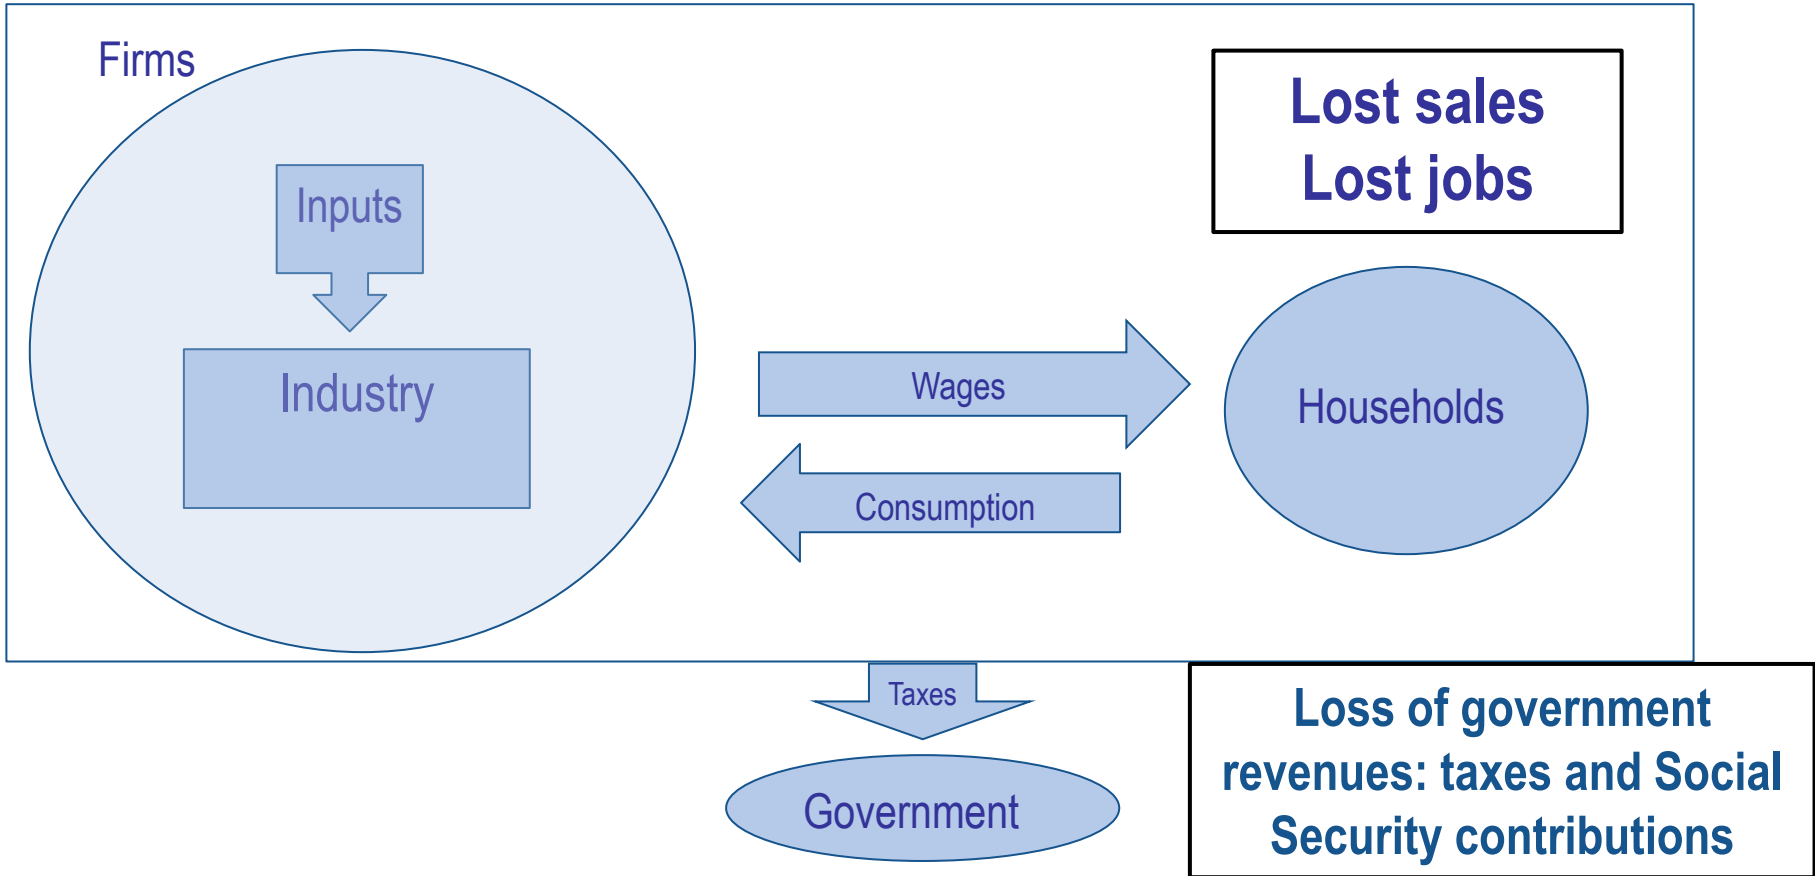 Firms
Lost sales
Lost jobs
Inputs
Industry
Wages
Households
Consumption
Taxes
Government
Loss of government
revenues: taxes and Social
Security contributions